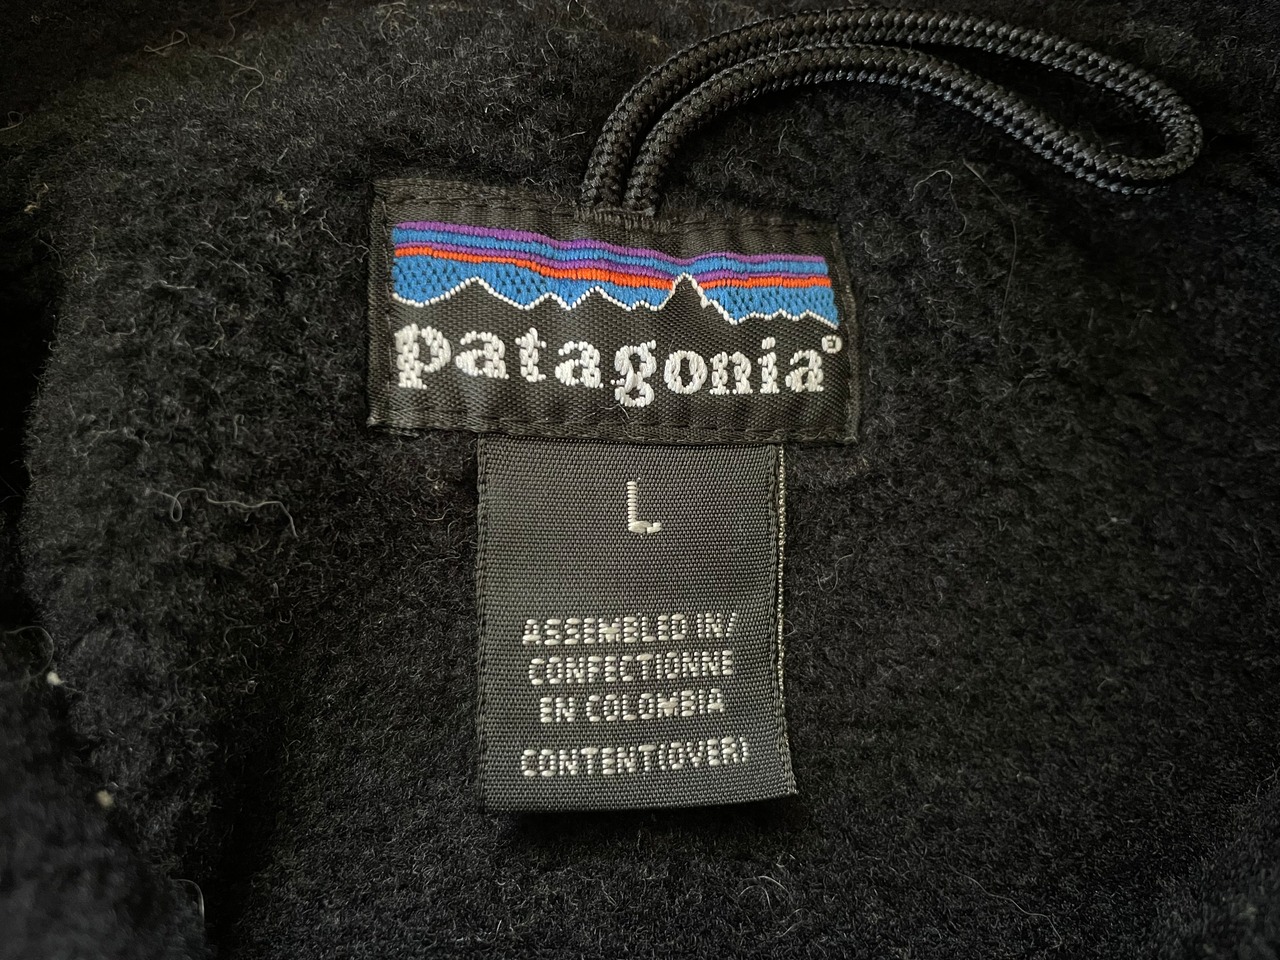 patagonia®
L
ASSEMBLED IN/
CONFECTIONNE
EN COLOMBIA
CONTENT(OVER)